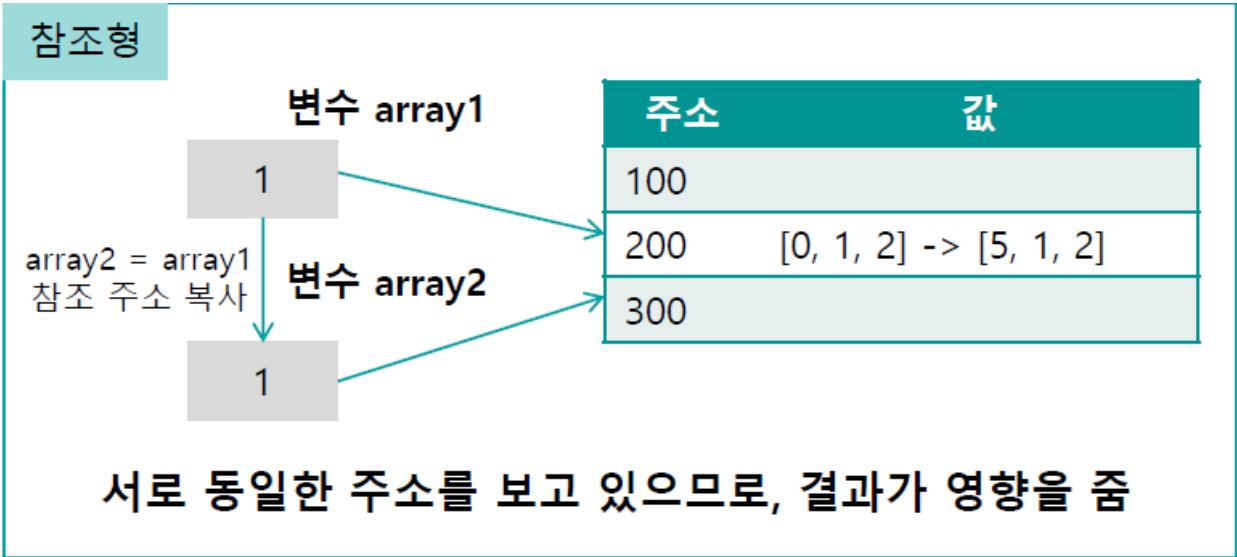 참조형
변수 array1
1
array2 = array1
참조 주소 복사
변수 array2
1
주소 값
100
200 [0, 1, 2] -> [5, 1, 2]
300
서로 동일한 주소를 보고 있으므로, 결과가 영향을 줌